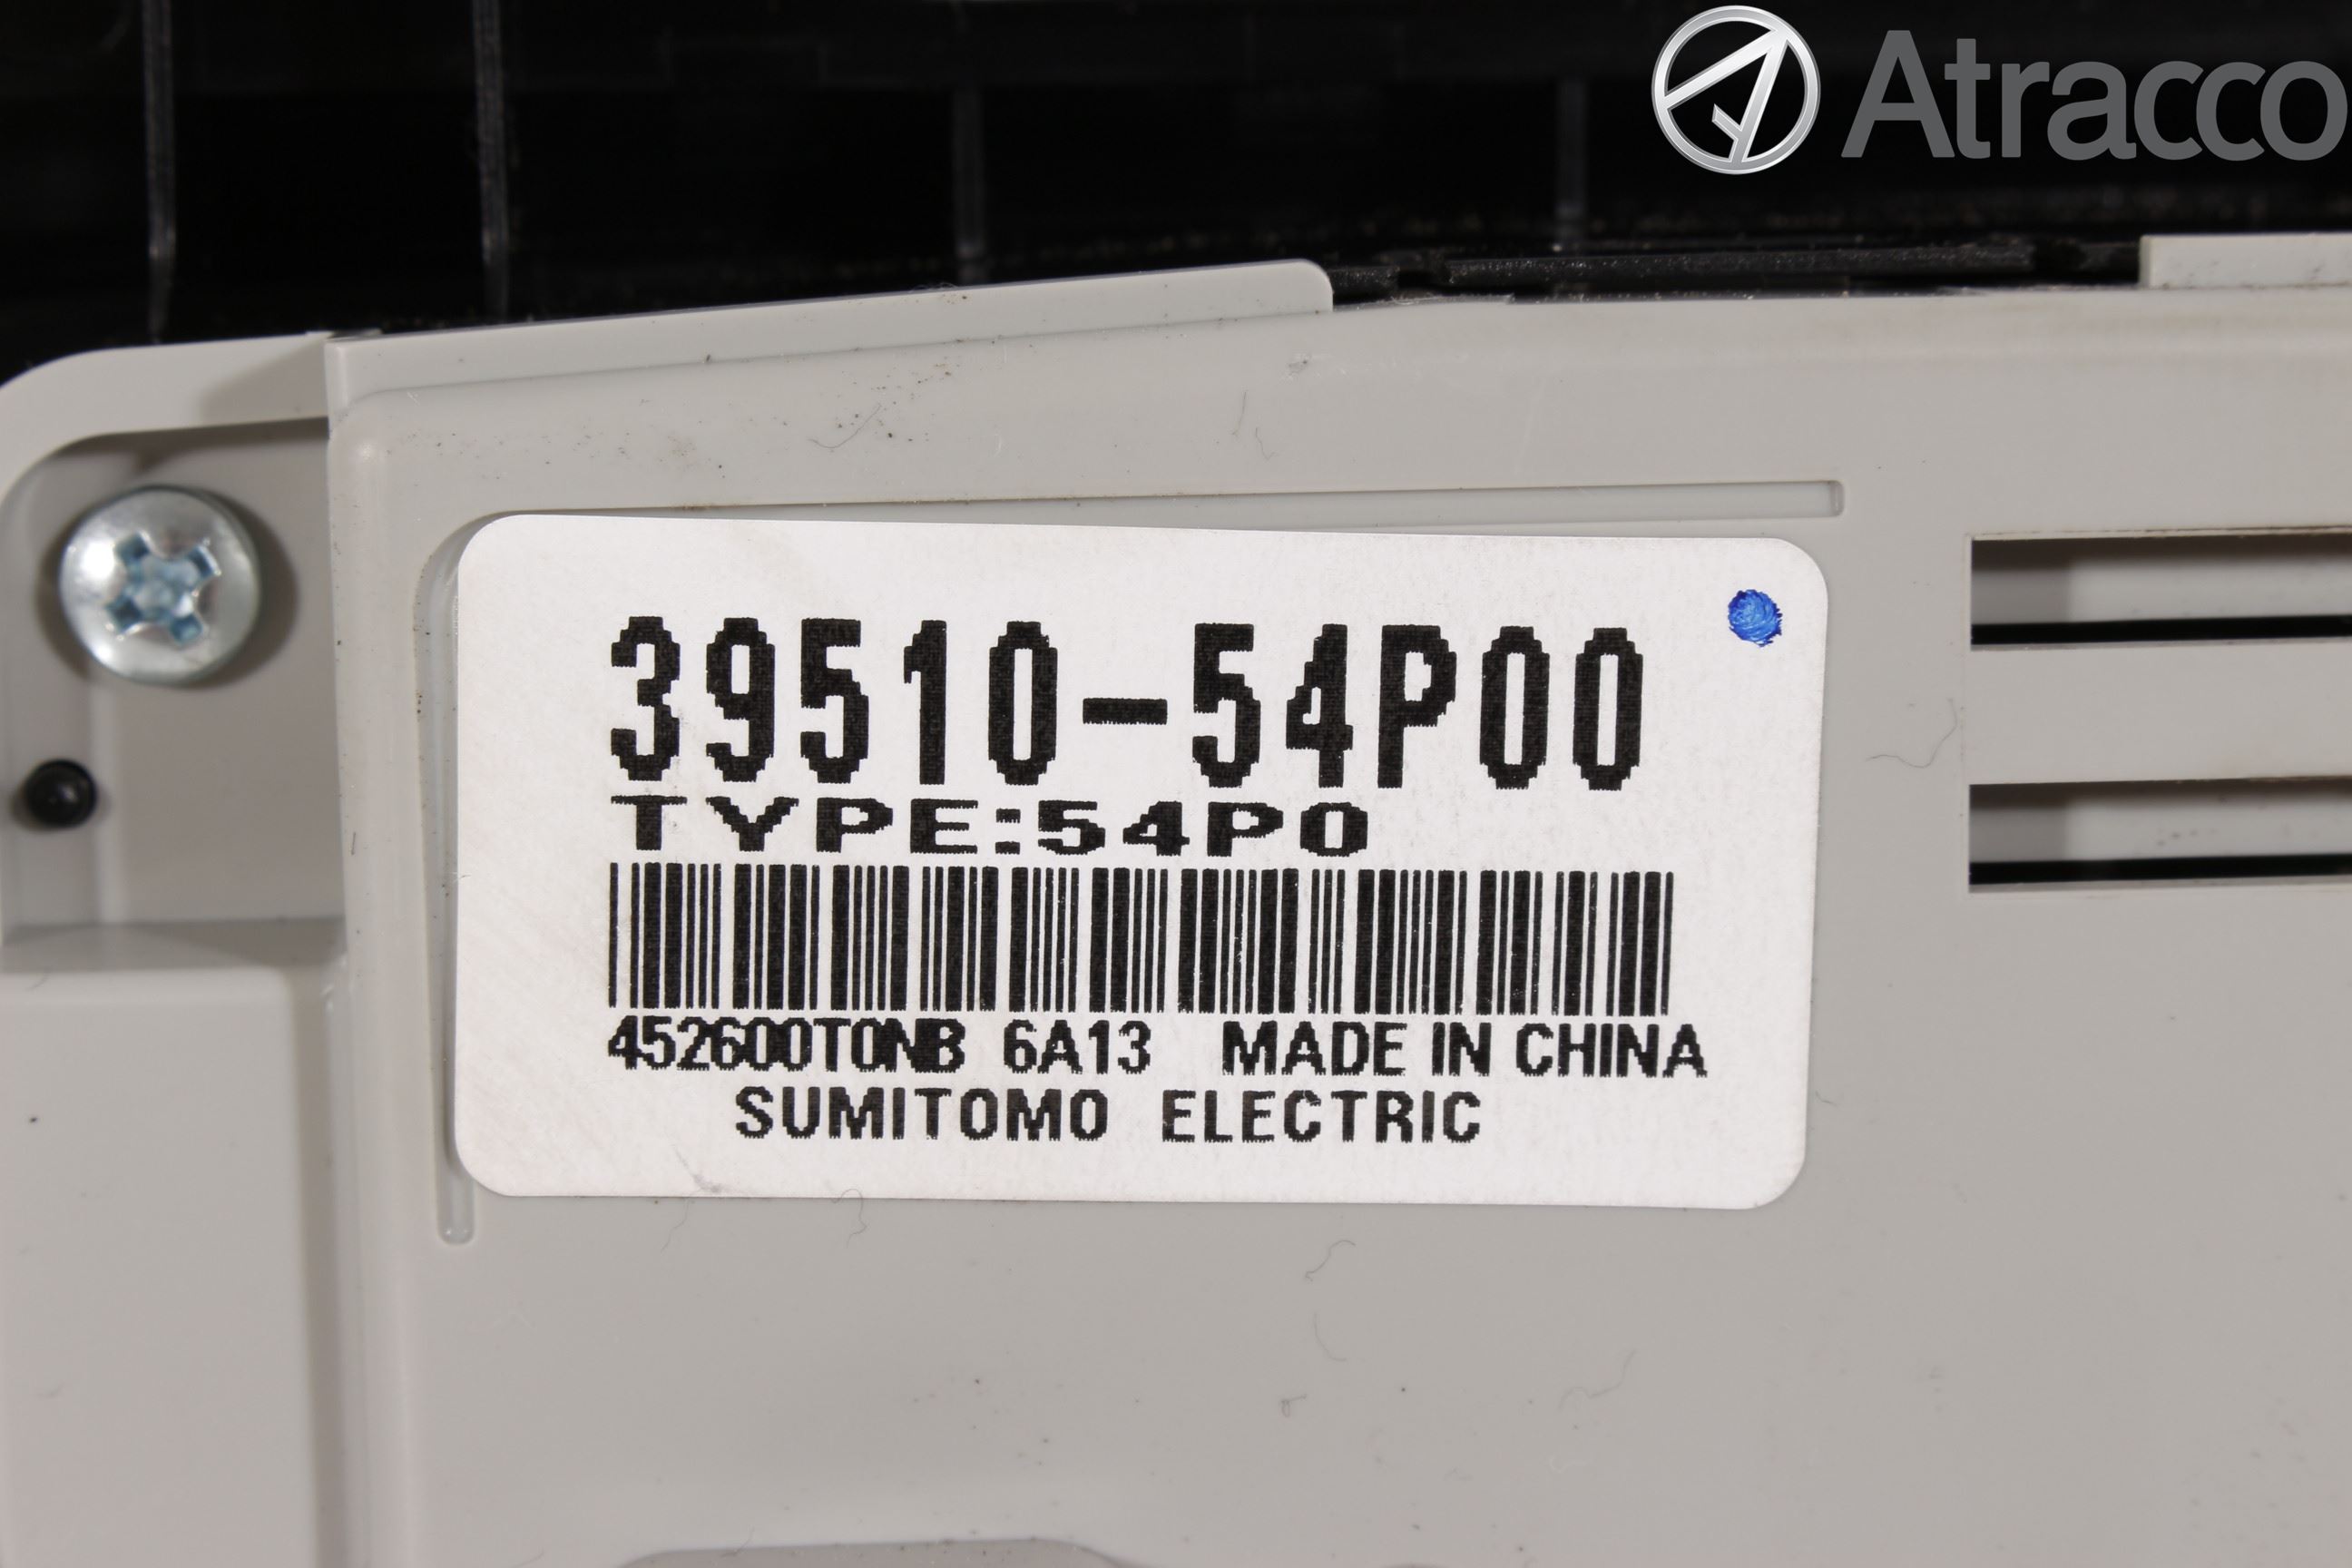 Atracco
39510-54P00
TYPE:54P0
452600T0NB 6A13 MADE IN CHINA
SUMITOMO ELECTRIC